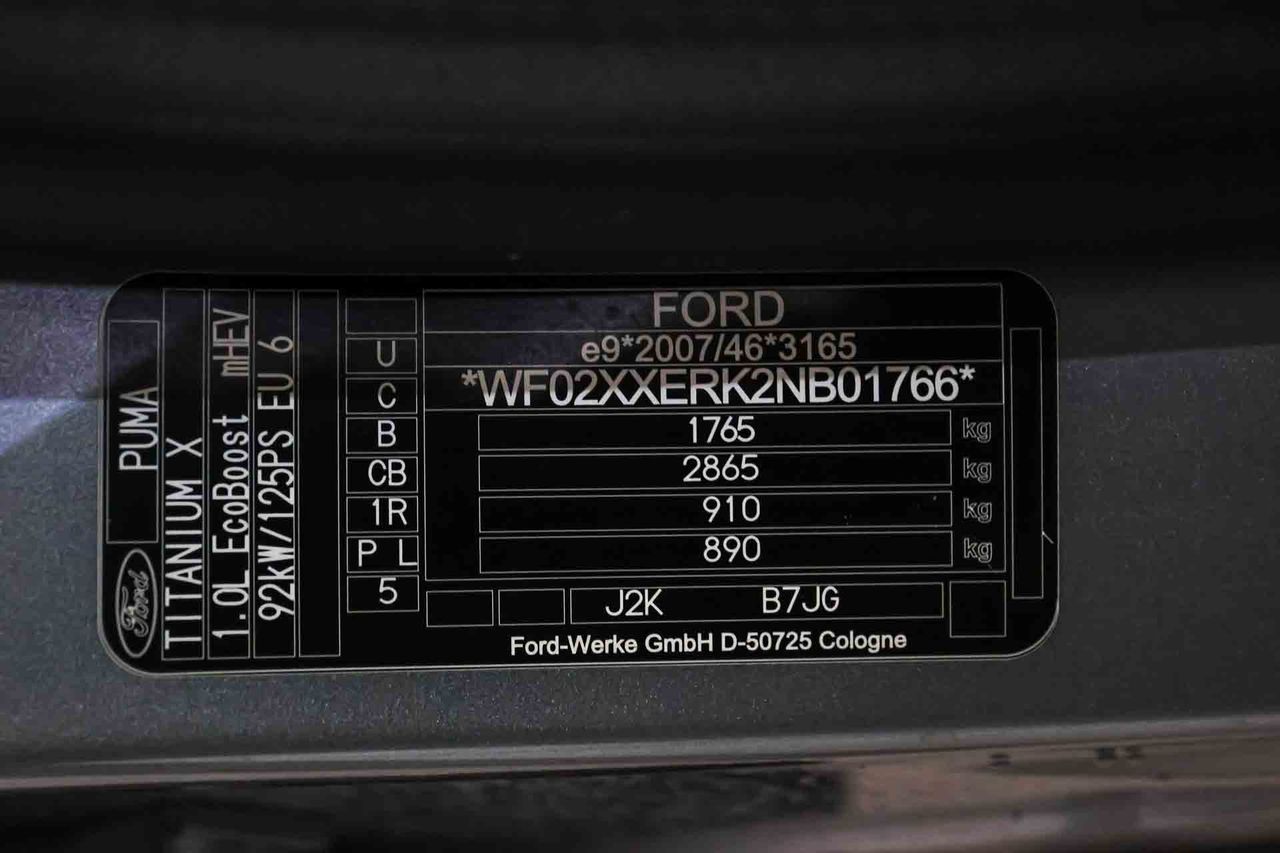 PUMA
Ford
TITANIUM X
1.0L EcoBoost mHEV
92kW/125PS EU 6
U
C
B
CB
1R
P L
5
FORD
e9*2007/46*3165
*WF02XXERK2NB01766*
1765 kg
2865 kg
910 kg
890 kg
J2K B7JG
Ford-Werke GmbH D-50725 Cologne